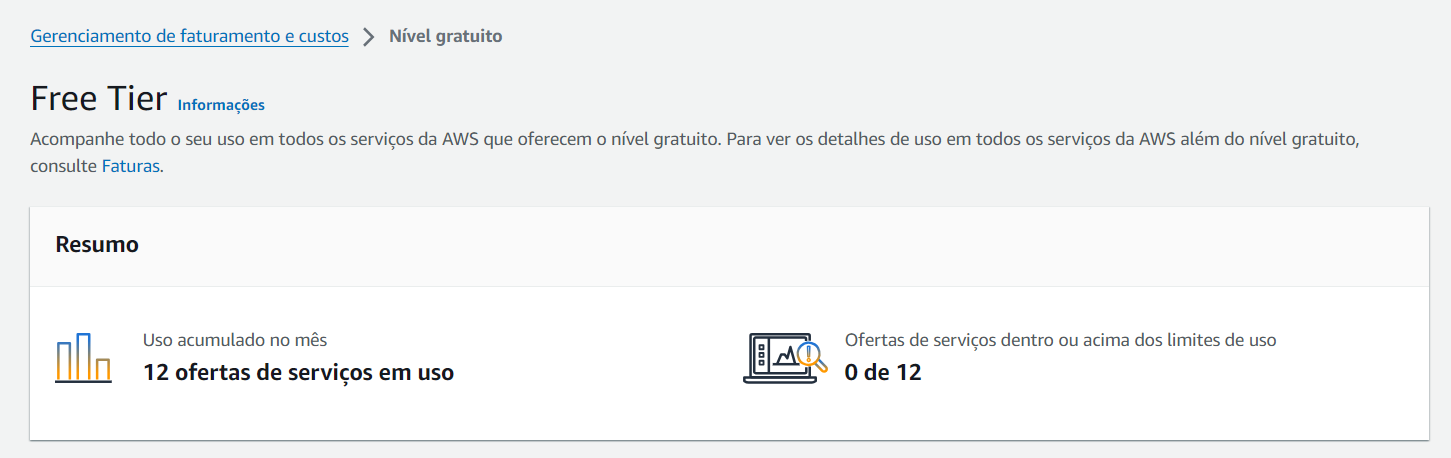 Gerenciamento de faturamento e custos > Nível gratuito
Free Tier Informações
Acompanhe todo o seu uso em todos os serviços da AWS que oferecem o nível gratuito. Para ver os detalhes de uso em todos os serviços da AWS além do nível gratuito,
consulte Faturas.
Resumo
Uso acumulado no mês
12 ofertas de serviços em uso
Ofertas de serviços dentro ou acima dos limites de uso
0 de 12